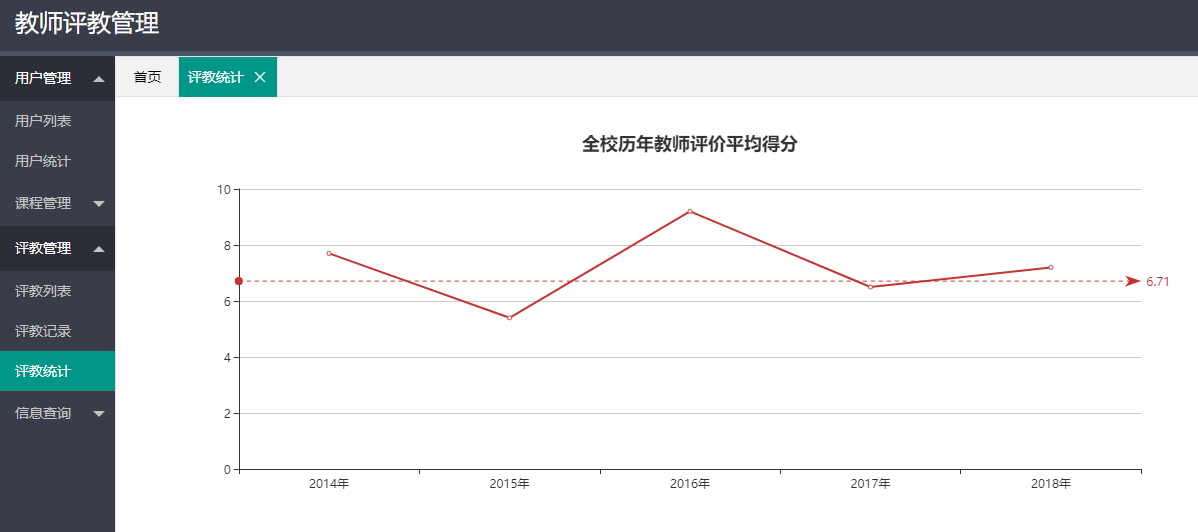 教师评教管理
用户管理
用户列表
用户统计
课程管理
评教管理
评教列表
评教记录
评教统计
信息查询
首页 评教统计
全校历年教师评价平均得分
10
8
6.71
6
4
2
0
2014年 2015年 2016年 2017年 2018年